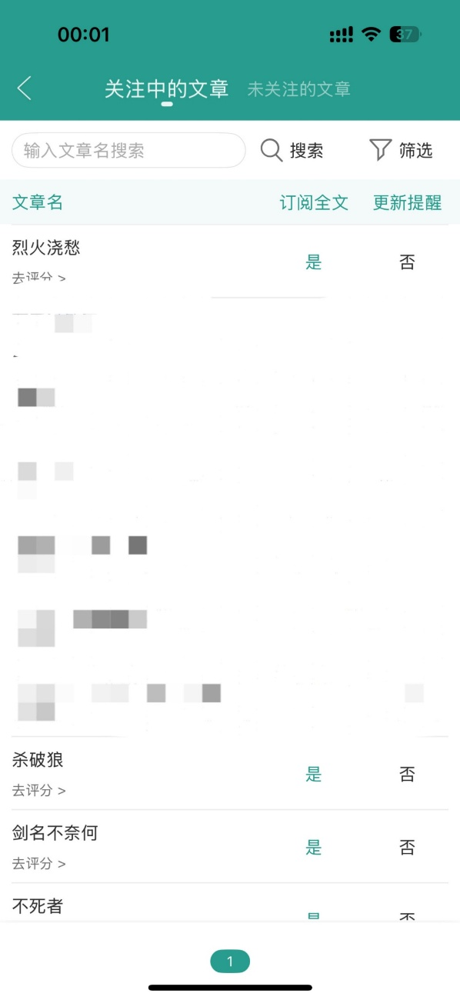 00:01
37
关注中的文章 未关注的文章
输入文章名搜索 搜索 筛选
文章名 订阅全文 更新提醒
烈火浇愁
是 否
去评分 >
杀破狼
是 否
去评分 >
剑名不奈何
是 否
去评分 >
不死者
是 否
1